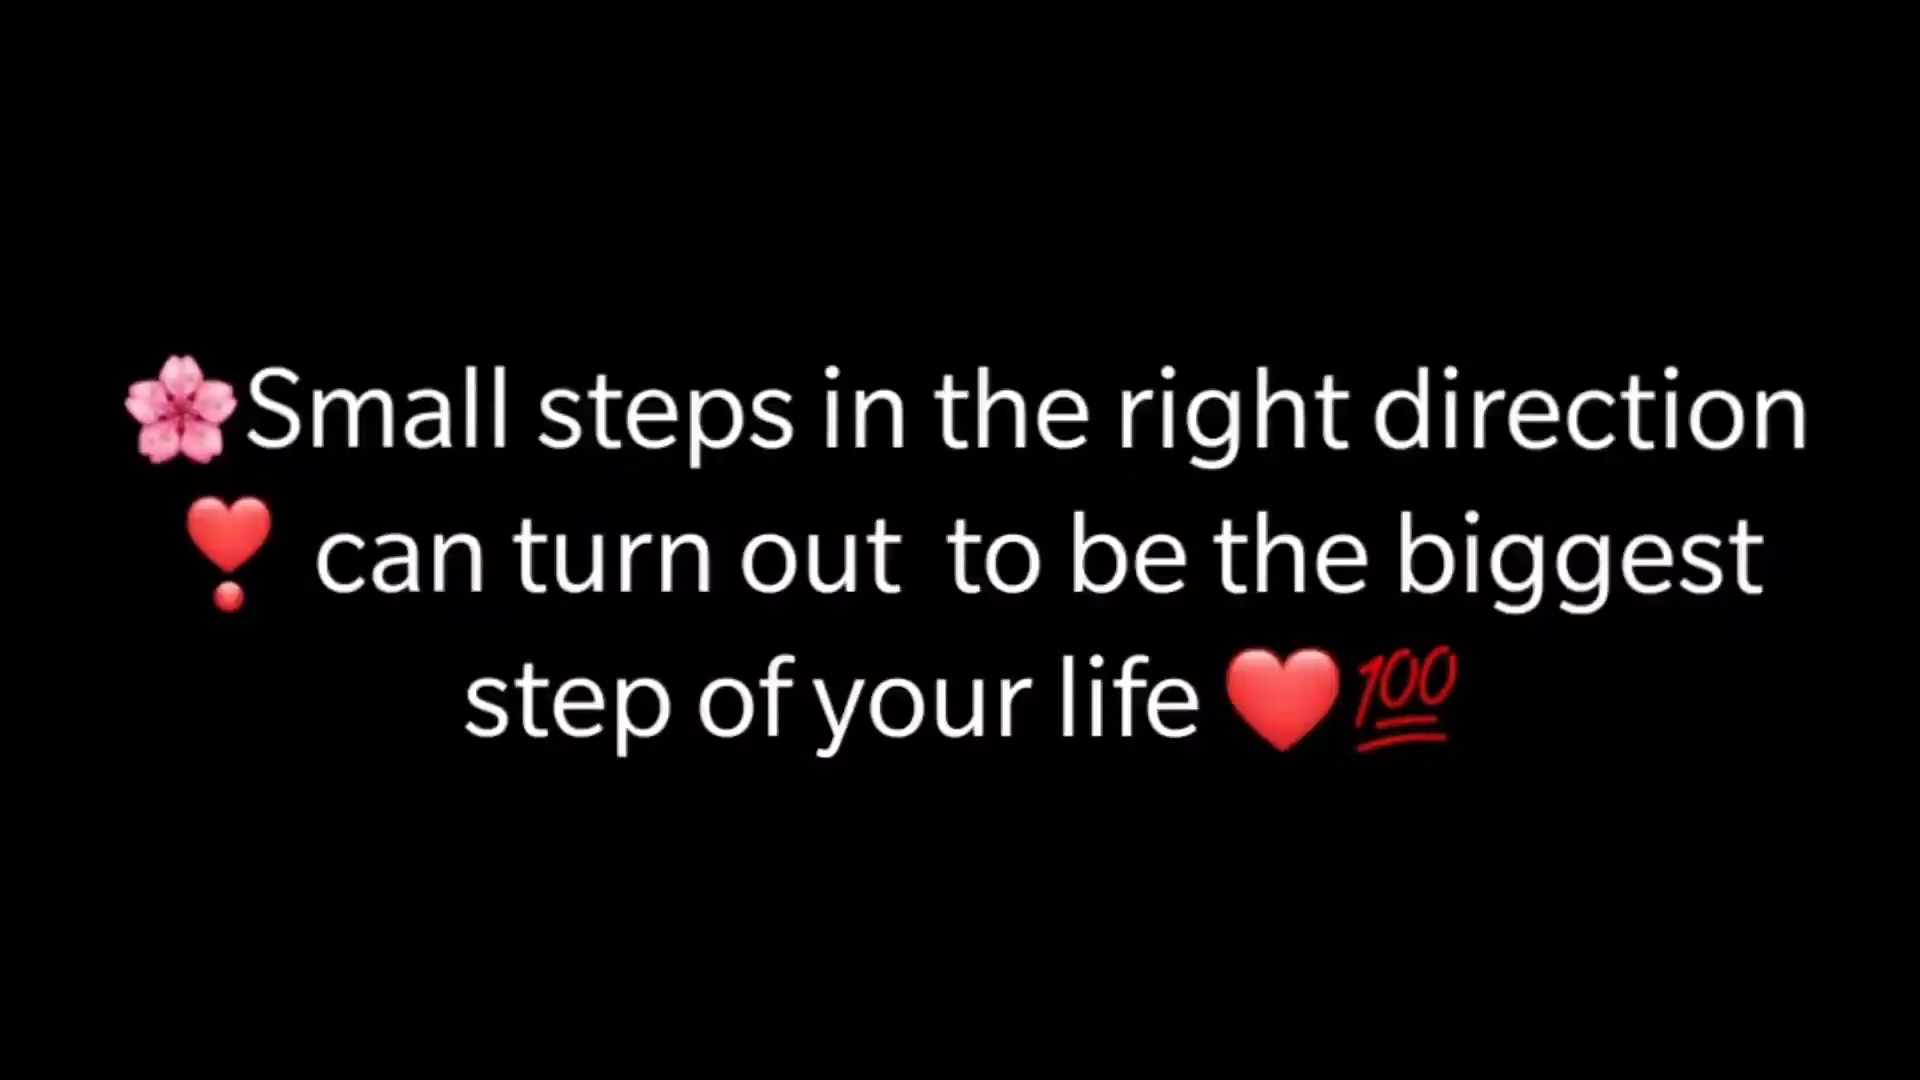 🌸Small steps in the right direction
❣️ can turn out  to be the biggest
step of your life ❤️💯